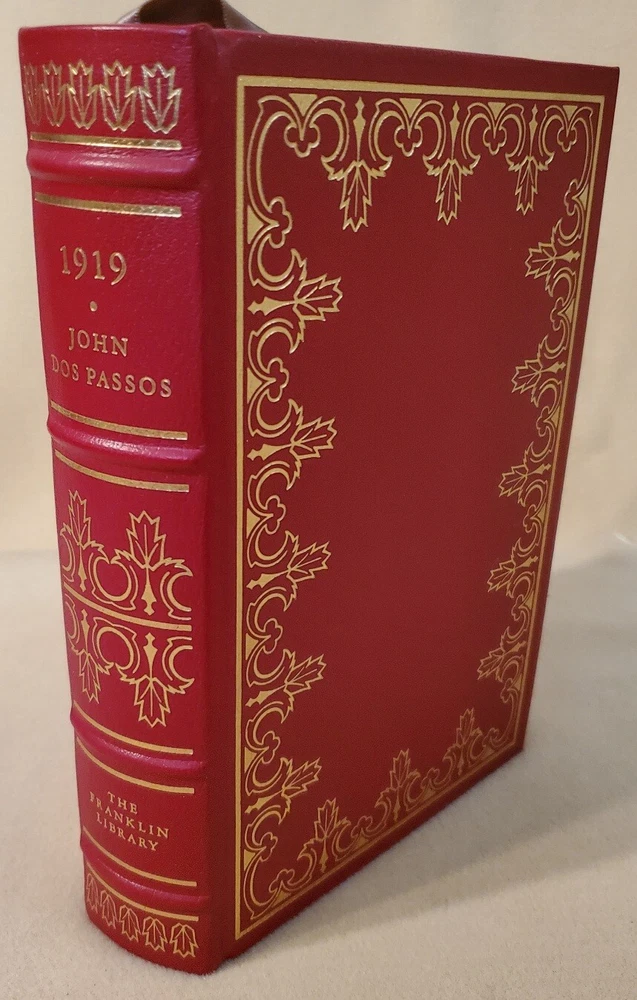 1919
JOHN
DOS PASSOS
THE
FRANKLIN
LIBRARY